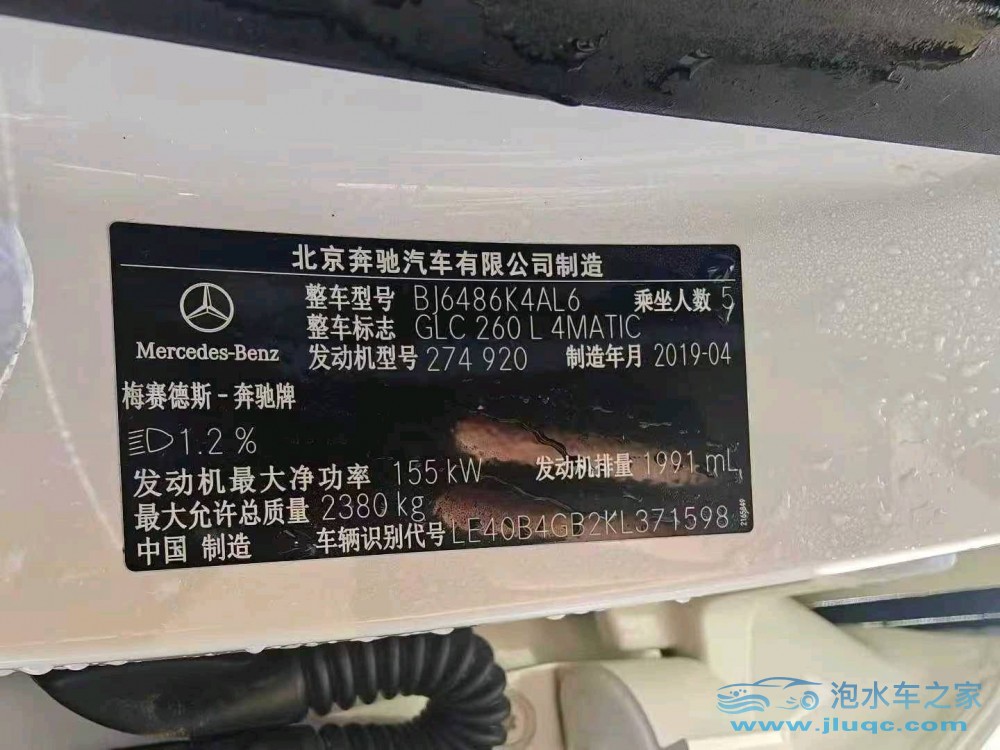 北京奔驰汽车有限公司制造
整车型号 BJ6486K4AL6 乘坐人数 5
整车标志 GLC 260 L 4MATIC
Mercedes-Benz 发动机型号 274 920 制造年月 2019-04
梅赛德斯-奔驰牌
1.2%
发动机最大净功率 155 kW 发动机排量 1991 mL
最大允许总质量 2380 kg
中国 制造 车辆识别代号 LE40B4GB2KL371598
泡水车之家
www.jluqc.com